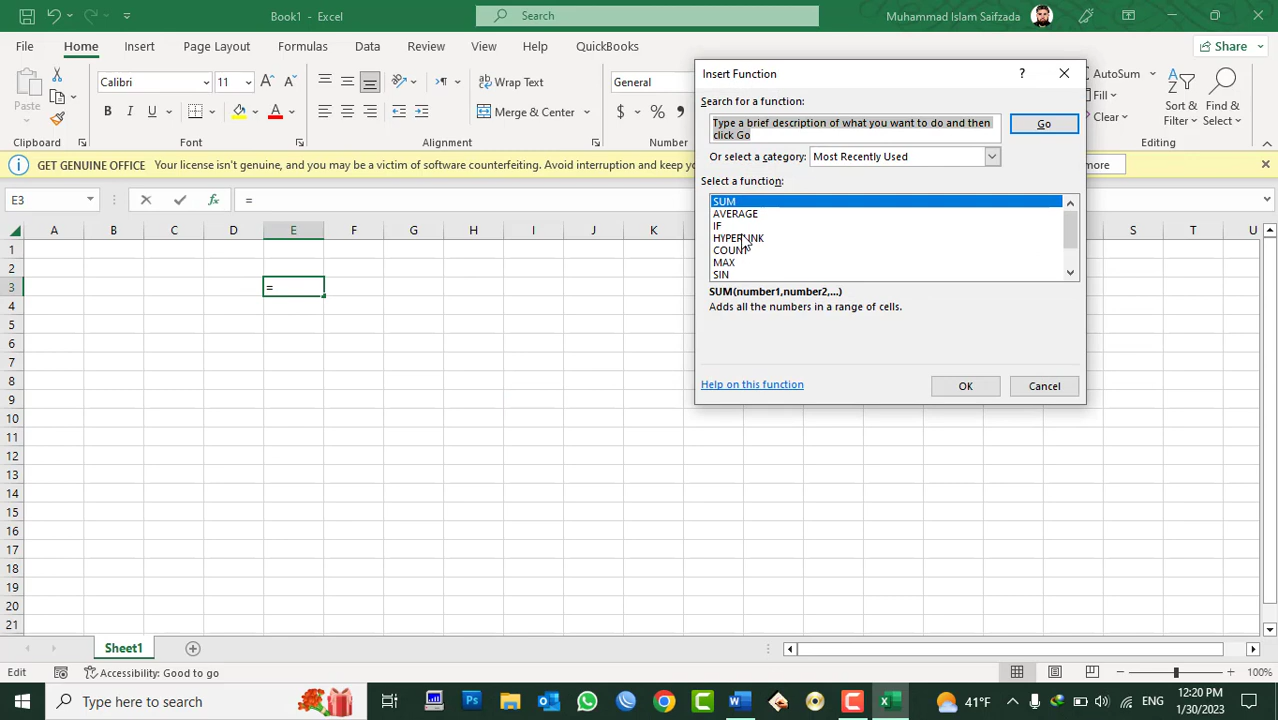 Book1 - Excel
Search
Muhammad Islam Saifzada
File Home Insert Page Layout Formulas Data Review View Help QuickBooks
Share
Calibri 11
Wrap Text
General
AutoSum
Paste
B I U
Merge & Center
$ %
Fill
Clear
Sort & Filter
Find & Select
Font Alignment Number Editing
GET GENUINE OFFICE Your license isn't genuine, and you may be a victim of software counterfeiting. Avoid interruption and keep
more
E3 fx =
Insert Function
Search for a function:
Type a brief description of what you want to do and then
click Go
Go
Or select a category: Most Recently Used
Select a function:
SUM
AVERAGE
IF
HYPERLINK
COUNT
MAX
SIN
SUM(number1,number2,...)
Adds all the numbers in a range of cells.
Help on this function
OK Cancel
A B C D E F G H I J K S T U
1
2
3 =
4
5
6
7
8
9
10
11
12
13
14
15
16
17
18
19
20
21
Sheet1
Edit Accessibility: Good to go 100%
Type here to search
41°F
ENG
12:20 PM
1/30/2023